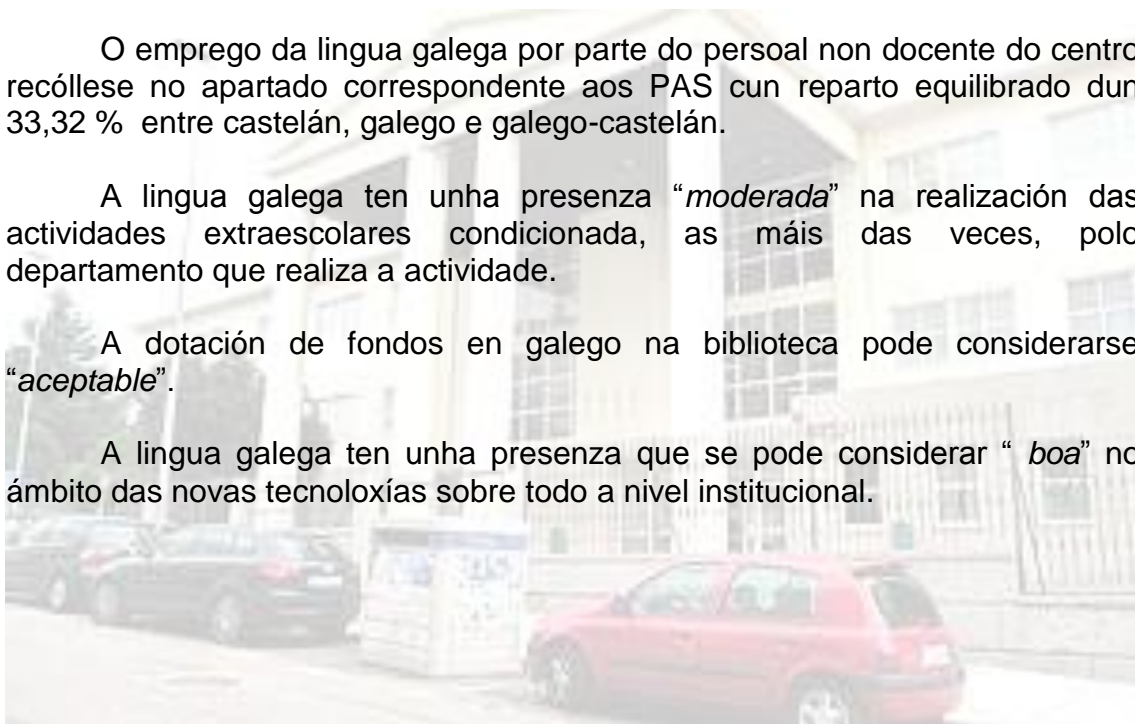 O emprego da lingua galega por parte do persoal non docente do centro
recóllese no apartado correspondente aos PAS cun reparto equilibrado dun
33,32 % entre castelán, galego e galego-castelán.
A lingua galega ten unha presenza “moderada” na realización das
actividades extraescolares condicionada, as máis das veces, polo
departamento que realiza a actividade.
A dotación de fondos en galego na biblioteca pode considerarse
“aceptable”.
A lingua galega ten unha presenza que se pode considerar “ boa” no
ámbito das novas tecnoloxías sobre todo a nivel institucional.